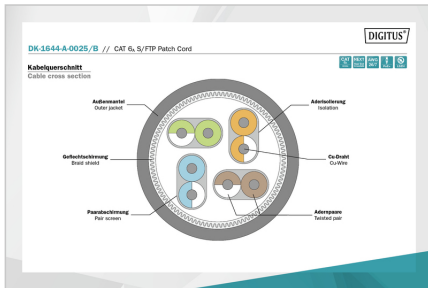 DIGITUS
DK-1644-A-0025/B // CAT 6A S/FTP Patch Cord
Kabelquerschnitt
Cable cross section
Außenmantel
Outer jacket
Aderisolierung
Isolation
Geflechtschirmung
Braid shield
Cu-Draht
Cu-Wire
Paarabschirmung
Pair screen
Adernpaare
Twisted pair